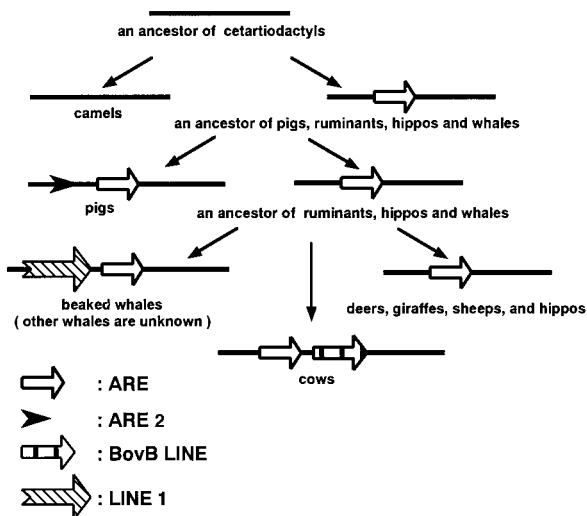 an ancestor of cetartiodactyls
camels
an ancestor of pigs, ruminants, hippos and whales
pigs
an ancestor of ruminants, hippos and whales
beaked whales
( other whales are unknown )
deers, giraffes, sheeps, and hippos
cows
: ARE
: ARE 2
: BovB LINE
: LINE 1